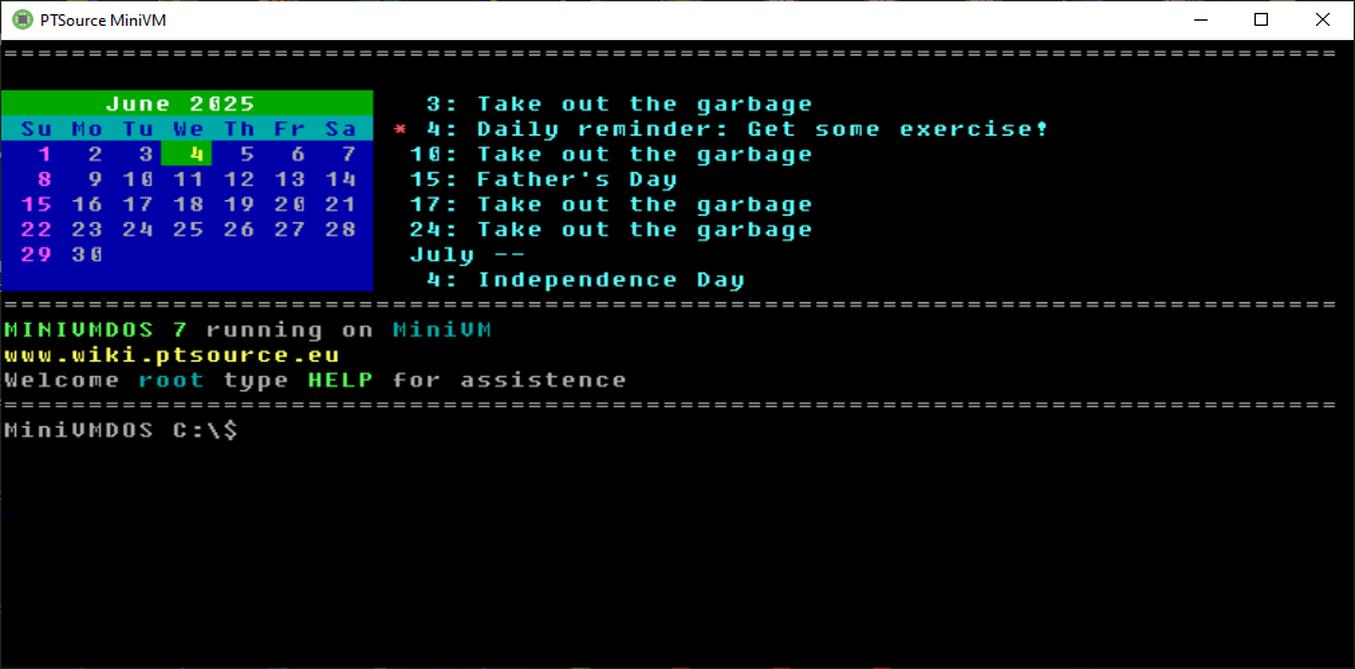 PTSource MiniVM
===============================================================================
June 2025
Su Mo Tu We Th Fr Sa
1 2 3 4 5 6 7
8 9 10 11 12 13 14
15 16 17 18 19 20 21
22 23 24 25 26 27 28
29 30
3: Take out the garbage
* 4: Daily reminder: Get some exercise!
10: Take out the garbage
15: Father's Day
17: Take out the garbage
24: Take out the garbage
July --
4: Independence Day
===============================================================================
MINIVMDOS 7 running on MiniVM
www.wiki.ptsource.eu
Welcome root type HELP for assistence
===============================================================================
MiniVMDOS C:\$